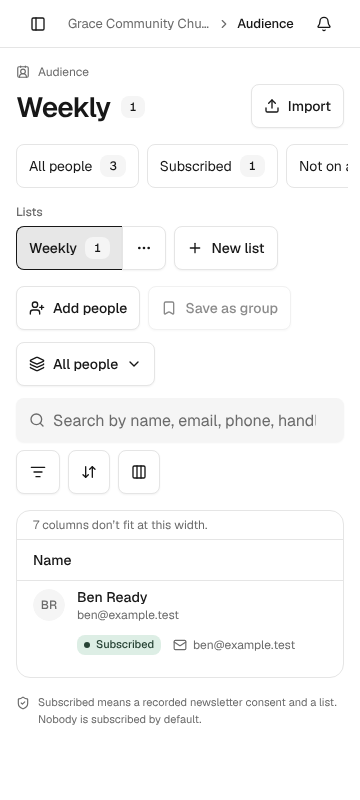 Grace Community Chu... > Audience
Audience
Weekly 1
Import
All people 3 Subscribed 1 Not on a
Lists
Weekly 1 ... New list
Add people Save as group
All people
Search by name, email, phone, handl
7 columns don't fit at this width.
Name
BR Ben Ready
ben@example.test
Subscribed ben@example.test
Subscribed means a recorded newsletter consent and a list.
Nobody is subscribed by default.